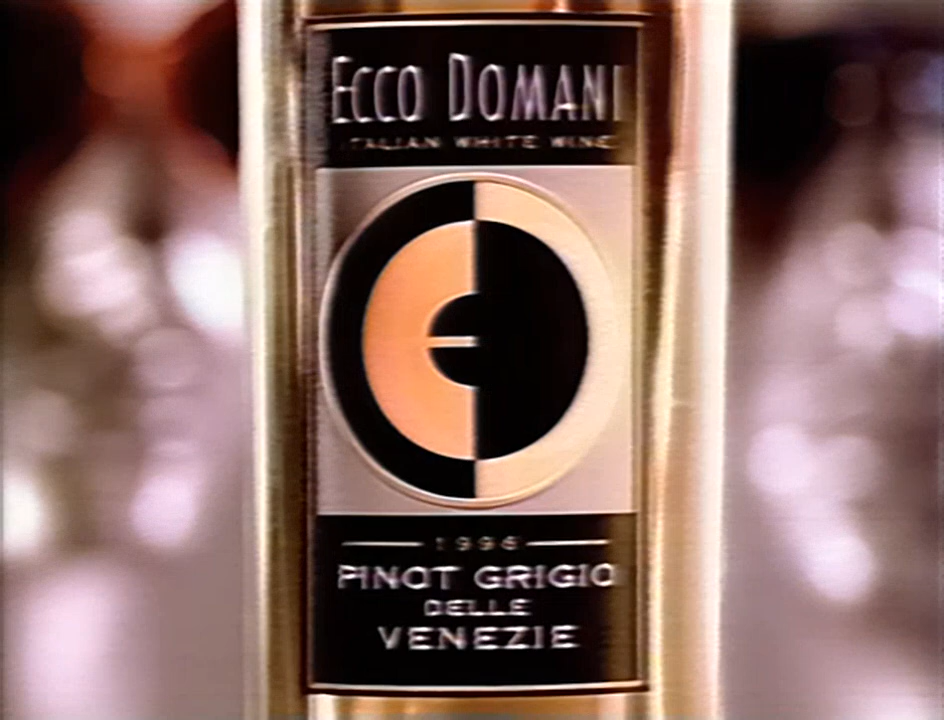 Ecco Domani
ITALIAN WHITE WINE
1996
PINOT GRIGIO
DELLE
VENEZIE